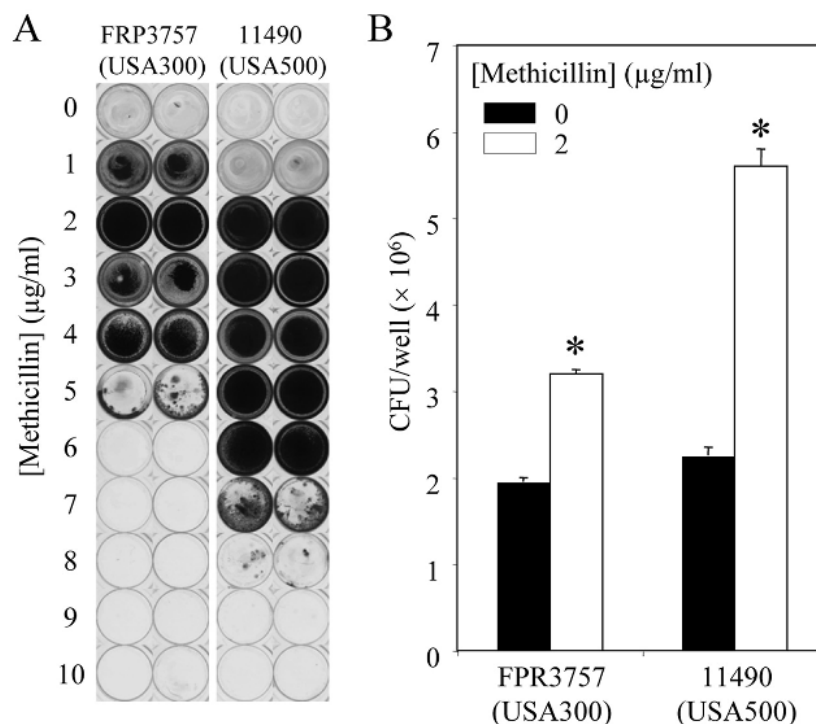 A
FRP3757
(USA300)
11490
(USA500)
[Methicillin] (µg/ml)
0
1
2
3
4
5
6
7
8
9
10
B
[Methicillin] (µg/ml)
0
2
CFU/well (× 10⁶)
7
6
5
4
3
2
1
0
*
*
FPR3757
(USA300)
11490
(USA500)